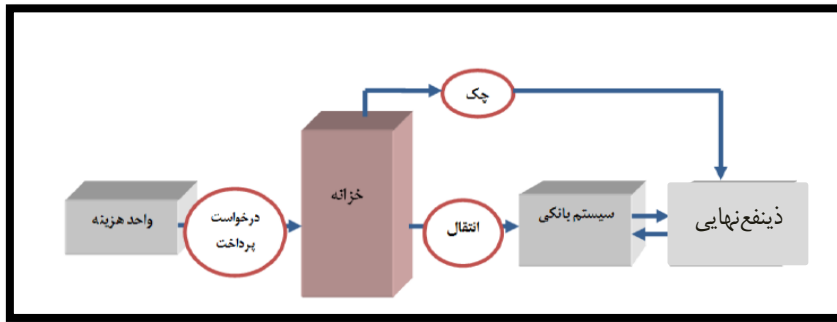 چک
خزانه
واحد هزینه
درخواست
پرداخت
انتقال
سیستم بانکی
ذینفع نهایی